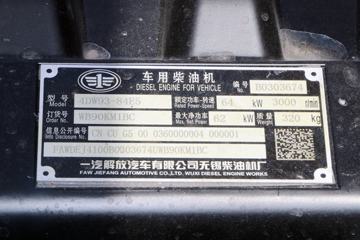 车用柴油机
DIESEL ENGINE FOR VEHICLE
编号 No. B0303674
型号 Model 4DW93-84E5 额定功率·转速 Rated Power-Speed 64 kW 3000 r/min
订货号 Order No. WB90KM1BC 最大净功率 Max. Net Power 62 kW 质量 Weight 320 kg
信息公开编号 Info Disclosure No. CN CU G5 00 0360000004 000001
FAWDE14100B0303674UWB90KM1BC
一汽解放汽车有限公司无锡柴油机厂
FAW JIEFANG AUTOMOTIVE CO.,LTD. WUXI DIESEL ENGINE WORKS